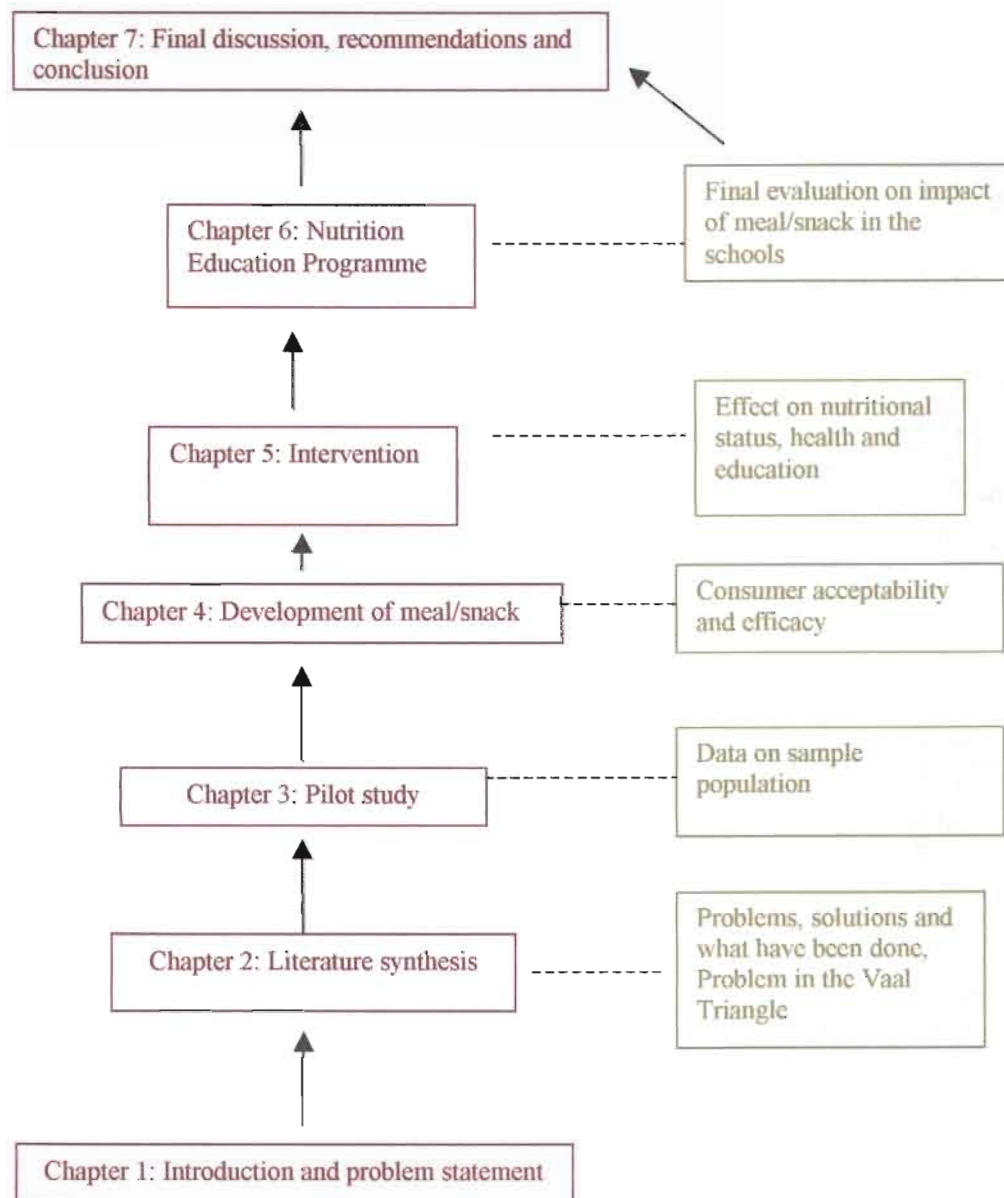 Chapter 7: Final discussion, recommendations and
conclusion
Final evaluation on impact
of meal/snack in the
schools
Chapter 6: Nutrition
Education Programme
Effect on nutritional
status, health and
education
Chapter 5: Intervention
Consumer acceptability
and efficacy
Chapter 4: Development of meal/snack
Data on sample
population
Chapter 3: Pilot study
Problems, solutions and
what have been done,
Problem in the Vaal
Triangle
Chapter 2: Literature synthesis
Chapter 1: Introduction and problem statement